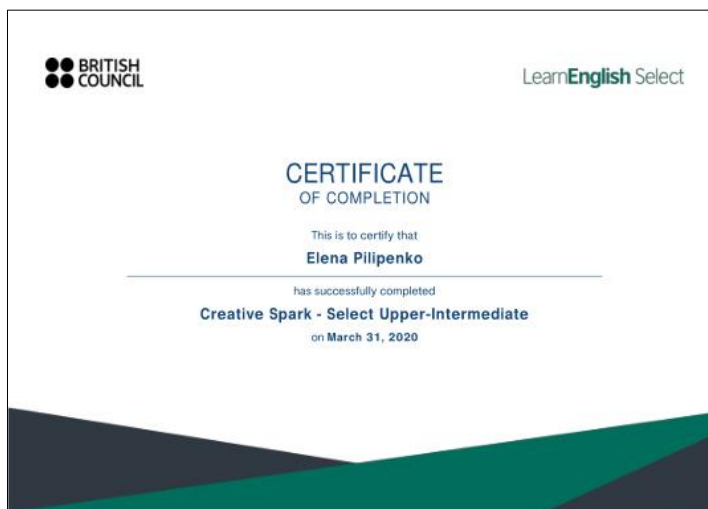 BRITISH
COUNCIL
LearnEnglish Select
CERTIFICATE
OF COMPLETION
This is to certify that
Elena Pilipenko
has successfully completed
Creative Spark - Select Upper-Intermediate
on March 31, 2020